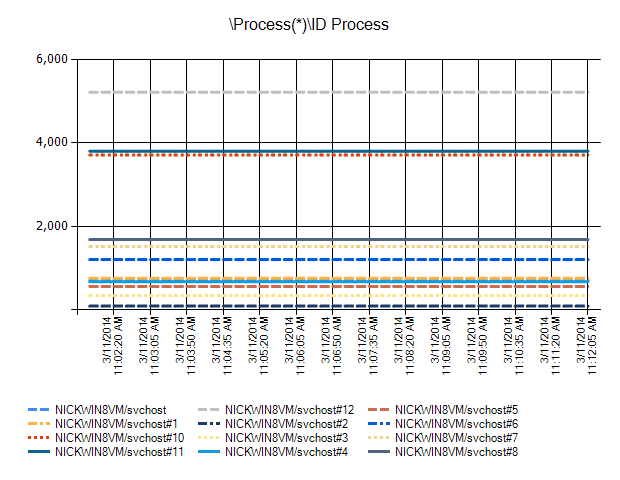 \Process(*)\ID Process
6,000
4,000
2,000
3/11/2014 11:02:20 AM
3/11/2014 11:03:05 AM
3/11/2014 11:03:50 AM
3/11/2014 11:04:35 AM
3/11/2014 11:05:20 AM
3/11/2014 11:06:05 AM
3/11/2014 11:06:50 AM
3/11/2014 11:07:35 AM
3/11/2014 11:08:20 AM
3/11/2014 11:09:05 AM
3/11/2014 11:09:50 AM
3/11/2014 11:10:35 AM
3/11/2014 11:11:20 AM
3/11/2014 11:12:05 AM
NICKWIN8VM/svchost NICKWIN8VM/svchost#12 NICKWIN8VM/svchost#5
NICKWIN8VM/svchost#1 NICKWIN8VM/svchost#2 NICKWIN8VM/svchost#6
NICKWIN8VM/svchost#10 NICKWIN8VM/svchost#3 NICKWIN8VM/svchost#7
NICKWIN8VM/svchost#11 NICKWIN8VM/svchost#4 NICKWIN8VM/svchost#8